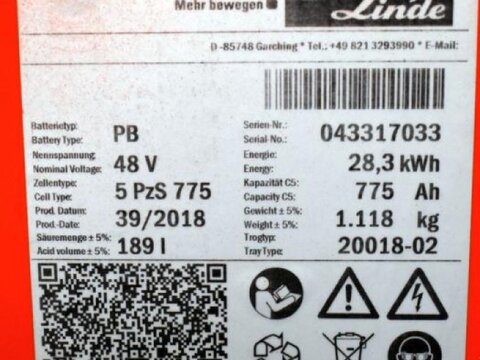 Mehr bewegen
Linde
D -85748 Garching * Tel.: +49 821 3293990 * E-Mail:
Batterietyp: PB Serien-Nr.: 043317033
Battery Type: Serial-No.:
Nennspannung: 48 V Energie: 28,3 kWh
Nominal Voltage: Energy:
Zellentype: 5 PzS 775 Kapazität C5: 775 Ah
Cell Type: Capacity C5:
Prod. Datum: 39/2018 Gewicht ± 5%: 1.118 kg
Prod.-Date: Weight ± 5%:
Säuremenge ± 5%: 189 l Trogtyp: 20018-02
Acid volume ± 5%: Tray Type: